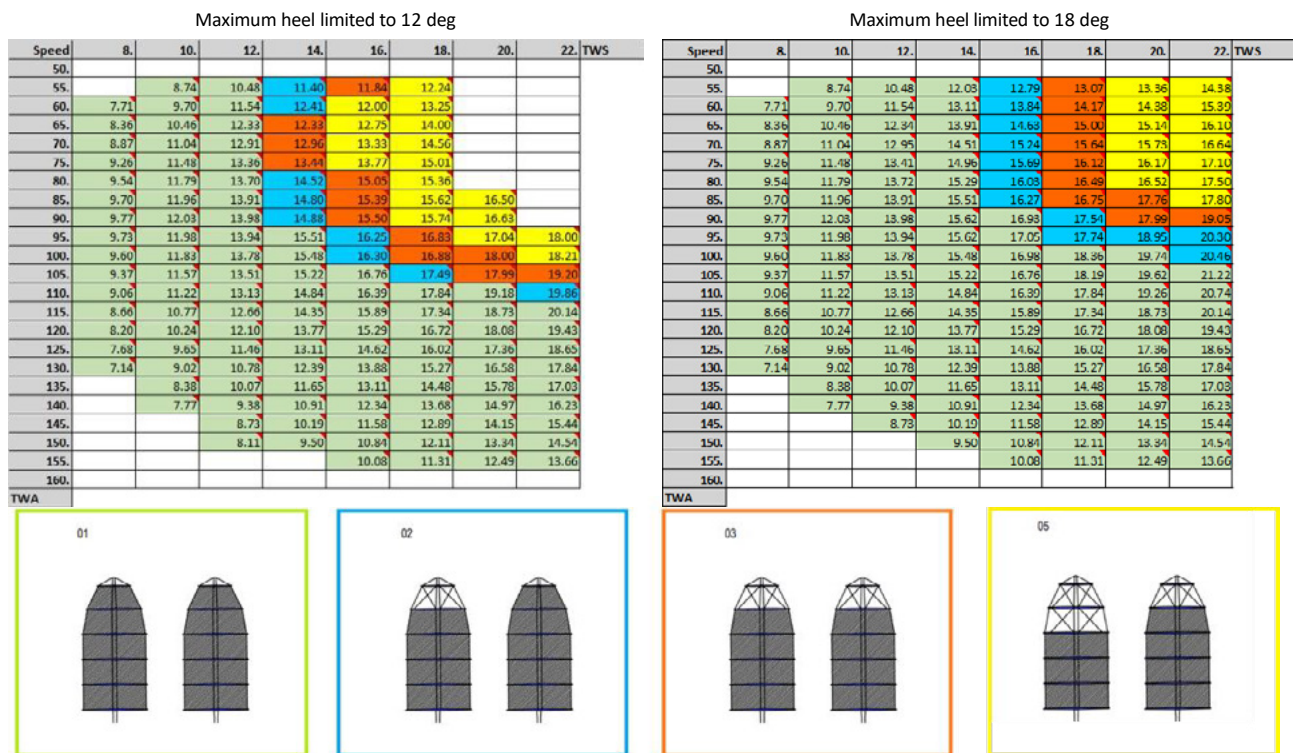 Maximum heel limited to 12 deg
Speed 8. 10. 12. 14. 16. 18. 20. 22. TWS
50.
55. 8.74 10.48 11.40 11.84 12.24
60. 7.71 9.70 11.54 12.41 12.00 13.25
65. 8.36 10.46 12.33 12.33 12.75 14.00
70. 8.87 11.04 12.91 12.96 13.33 14.56
75. 9.26 11.48 13.36 13.44 13.77 15.01
80. 9.54 11.79 13.70 14.52 15.05 15.36
85. 9.70 11.96 13.91 14.80 15.39 15.62 16.50
90. 9.77 12.03 13.98 14.88 15.50 15.74 16.63
95. 9.73 11.98 13.94 15.51 16.25 16.83 17.04 18.00
100. 9.60 11.83 13.78 15.48 16.30 16.88 18.00 18.21
105. 9.37 11.57 13.51 15.22 16.76 17.49 17.99 19.20
110. 9.06 11.22 13.13 14.84 16.39 17.84 19.18 19.86
115. 8.66 10.77 12.66 14.35 15.89 17.34 18.73 20.14
120. 8.20 10.24 12.10 13.77 15.29 16.72 18.08 19.43
125. 7.68 9.65 11.46 13.11 14.62 16.02 17.36 18.65
130. 7.14 9.02 10.78 12.39 13.88 15.27 16.58 17.84
135. 8.38 10.07 11.65 13.11 14.48 15.78 17.03
140. 7.77 9.38 10.91 12.34 13.68 14.97 16.23
145. 8.73 10.19 11.58 12.89 14.15 15.44
150. 8.11 9.50 10.84 12.11 13.34 14.54
155. 10.08 11.31 12.49 13.66
160.
TWA
Maximum heel limited to 18 deg
Speed 8. 10. 12. 14. 16. 18. 20. 22. TWS
50.
55. 8.74 10.48 12.03 12.79 13.07 13.36 14.38
60. 7.71 9.70 11.54 13.11 13.84 14.17 14.38 15.39
65. 8.36 10.46 12.34 13.91 14.63 15.00 15.14 16.10
70. 8.87 11.04 12.95 14.51 15.24 15.64 15.73 16.64
75. 9.26 11.48 13.41 14.96 15.69 16.12 16.17 17.10
80. 9.54 11.79 13.72 15.29 16.03 16.49 16.52 17.50
85. 9.70 11.96 13.91 15.51 16.27 16.75 17.76 17.80
90. 9.77 12.03 13.98 15.62 16.93 17.54 17.99 19.05
95. 9.73 11.98 13.94 15.62 17.05 17.74 18.95 20.30
100. 9.60 11.83 13.78 15.48 16.98 18.36 19.74 20.46
105. 9.37 11.57 13.51 15.22 16.76 18.19 19.62 21.22
110. 9.06 11.22 13.13 14.84 16.39 17.84 19.26 20.74
115. 8.66 10.77 12.66 14.35 15.89 17.34 18.73 20.14
120. 8.20 10.24 12.10 13.77 15.29 16.72 18.08 19.43
125. 7.68 9.65 11.46 13.11 14.62 16.02 17.36 18.65
130. 7.14 9.02 10.78 12.39 13.88 15.27 16.58 17.84
135. 8.38 10.07 11.65 13.11 14.48 15.78 17.03
140. 7.77 9.38 10.91 12.34 13.68 14.97 16.23
145. 8.73 10.19 11.58 12.89 14.15 15.44
150. 9.50 10.84 12.11 13.34 14.54
155. 10.08 11.31 12.49 13.66
160.
TWA
01
02
03
05